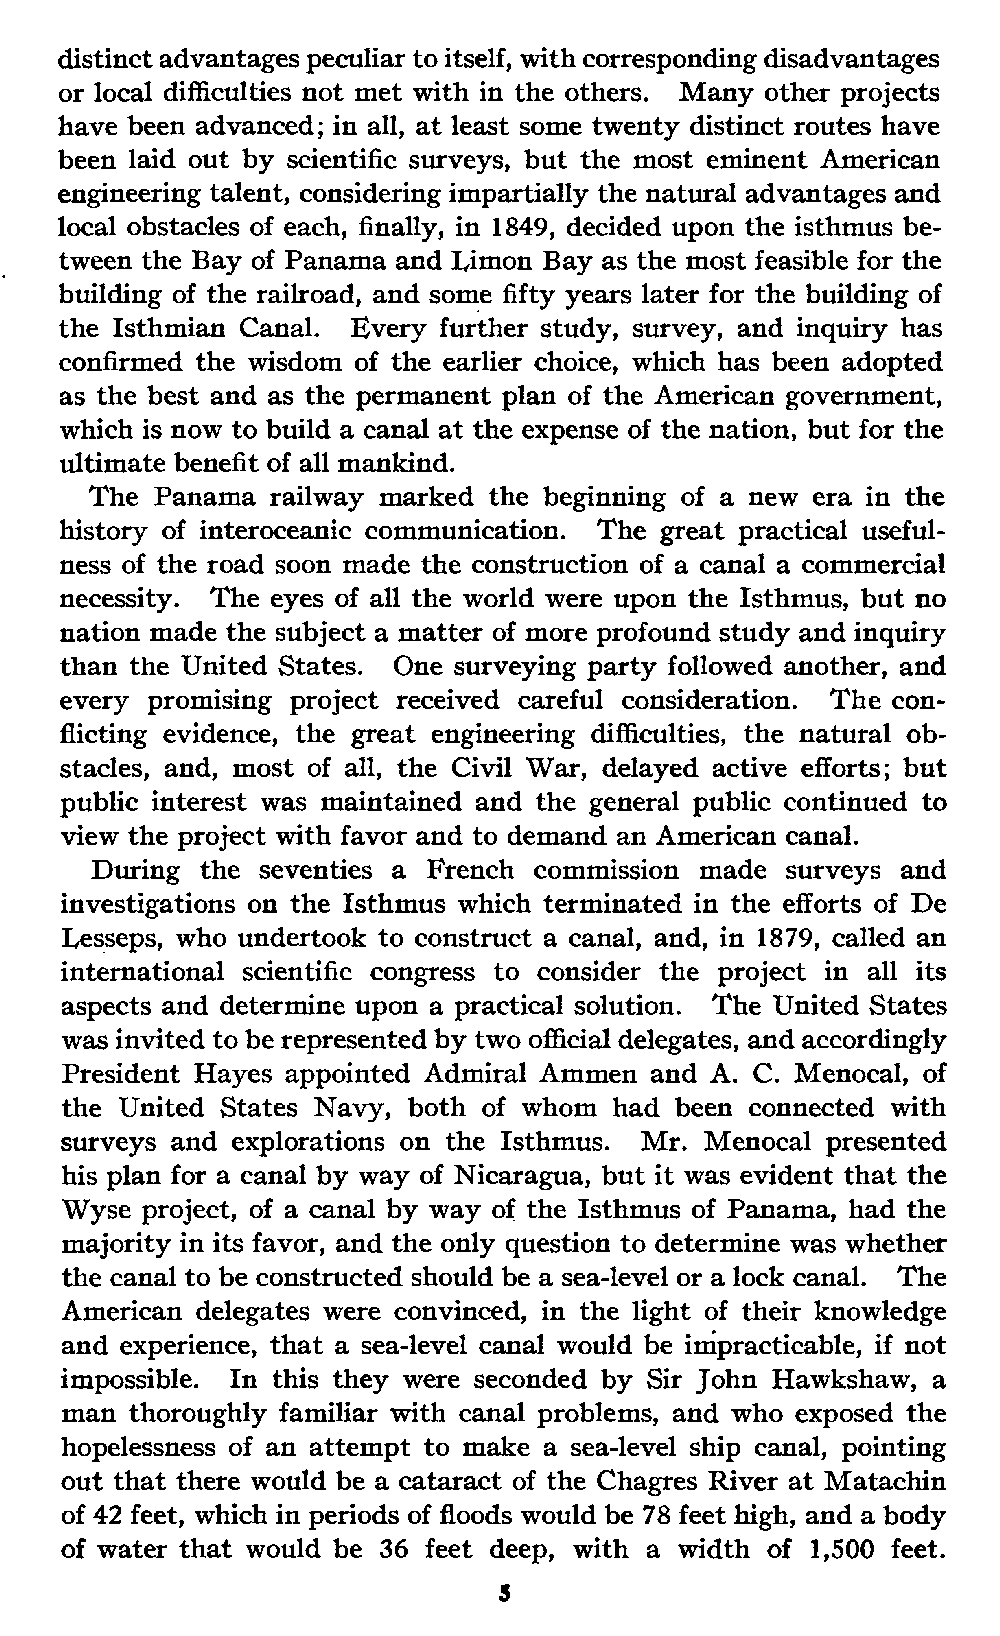 distinct advantages peculiar to itself, with corresponding disadvantages
or local difficulties not met with in the others. Many other projects
have been advanced; in all, at least some twenty distinct routes have
been laid out by scientific surveys, but the most eminent American
engineering talent, considering impartially the natural advantages and
local obstacles of each, finally, in 1849, decided upon the isthmus be-
tween the Bay of Panama and Limon Bay as the most feasible for the
building of the railroad, and some fifty years later for the building of
the Isthmian Canal. Every further study, survey, and inquiry has
confirmed the wisdom of the earlier choice, which has been adopted
as the best and as the permanent plan of the American government,
which is now to build a canal at the expense of the nation, but for the
ultimate benefit of all mankind.
The Panama railway marked the beginning of a new era in the
history of interoceanic communication. The great practical useful-
ness of the road soon made the construction of a canal a commercial
necessity. The eyes of all the world were upon the Isthmus, but no
nation made the subject a matter of more profound study and inquiry
than the United States. One surveying party followed another, and
every promising project received careful consideration. The con-
flicting evidence, the great engineering difficulties, the natural ob-
stacles, and, most of all, the Civil War, delayed active efforts; but
public interest was maintained and the general public continued to
view the project with favor and to demand an American canal.
During the seventies a French commission made surveys and
investigations on the Isthmus which terminated in the efforts of De
Lesseps, who undertook to construct a canal, and, in 1879, called an
international scientific congress to consider the project in all its
aspects and determine upon a practical solution. The United States
was invited to be represented by two official delegates, and accordingly
President Hayes appointed Admiral Ammen and A. C. Menocal, of
the United States Navy, both of whom had been connected with
surveys and explorations on the Isthmus. Mr. Menocal presented
his plan for a canal by way of Nicaragua, but it was evident that the
Wyse project, of a canal by way of the Isthmus of Panama, had the
majority in its favor, and the only question to determine was whether
the canal to be constructed should be a sea-level or a lock canal. The
American delegates were convinced, in the light of their knowledge
and experience, that a sea-level canal would be impracticable, if not
impossible. In this they were seconded by Sir John Hawkshaw, a
man thoroughly familiar with canal problems, and who exposed the
hopelessness of an attempt to make a sea-level ship canal, pointing
out that there would be a cataract of the Chagres River at Matachin
of 42 feet, which in periods of floods would be 78 feet high, and a body
of water that would be 36 feet deep, with a width of 1,500 feet.
5